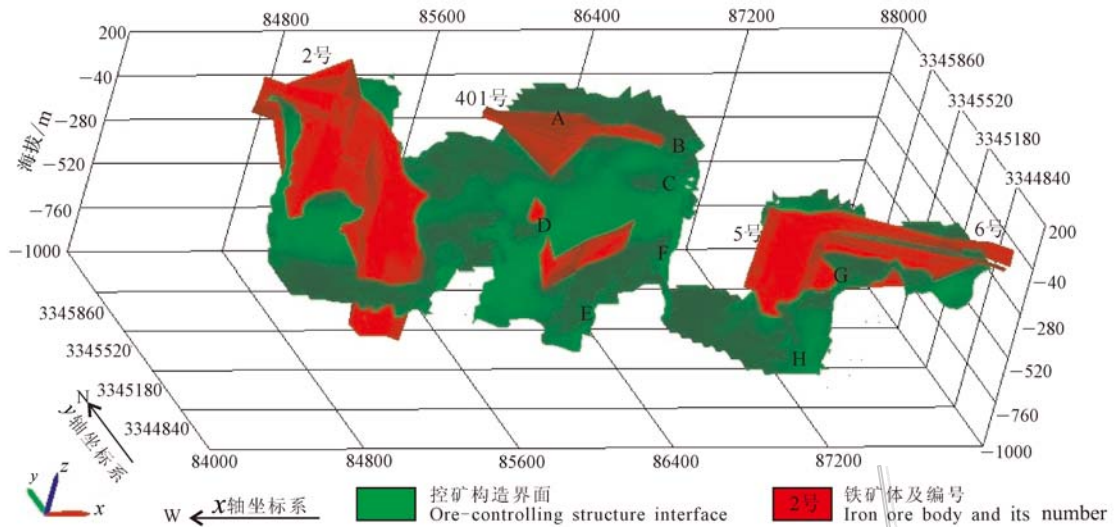 84800 85600 86400 87200 88000
200
-40
-280
-520
-760
-1000
海拔/m
3345860
3345520
3345180
3344840
200
-40
-280
-520
-760
-1000
2号
401号
A
B
C
D
E
F
5号
6号
G
H
3345860
3345520
3345180
3344840
N
y轴坐标系
84000 84800 85600 86400 87200
y z x
W x轴坐标系
控矿构造界面
Ore-controlling structure interface
2号
铁矿体及编号
Iron ore body and its number